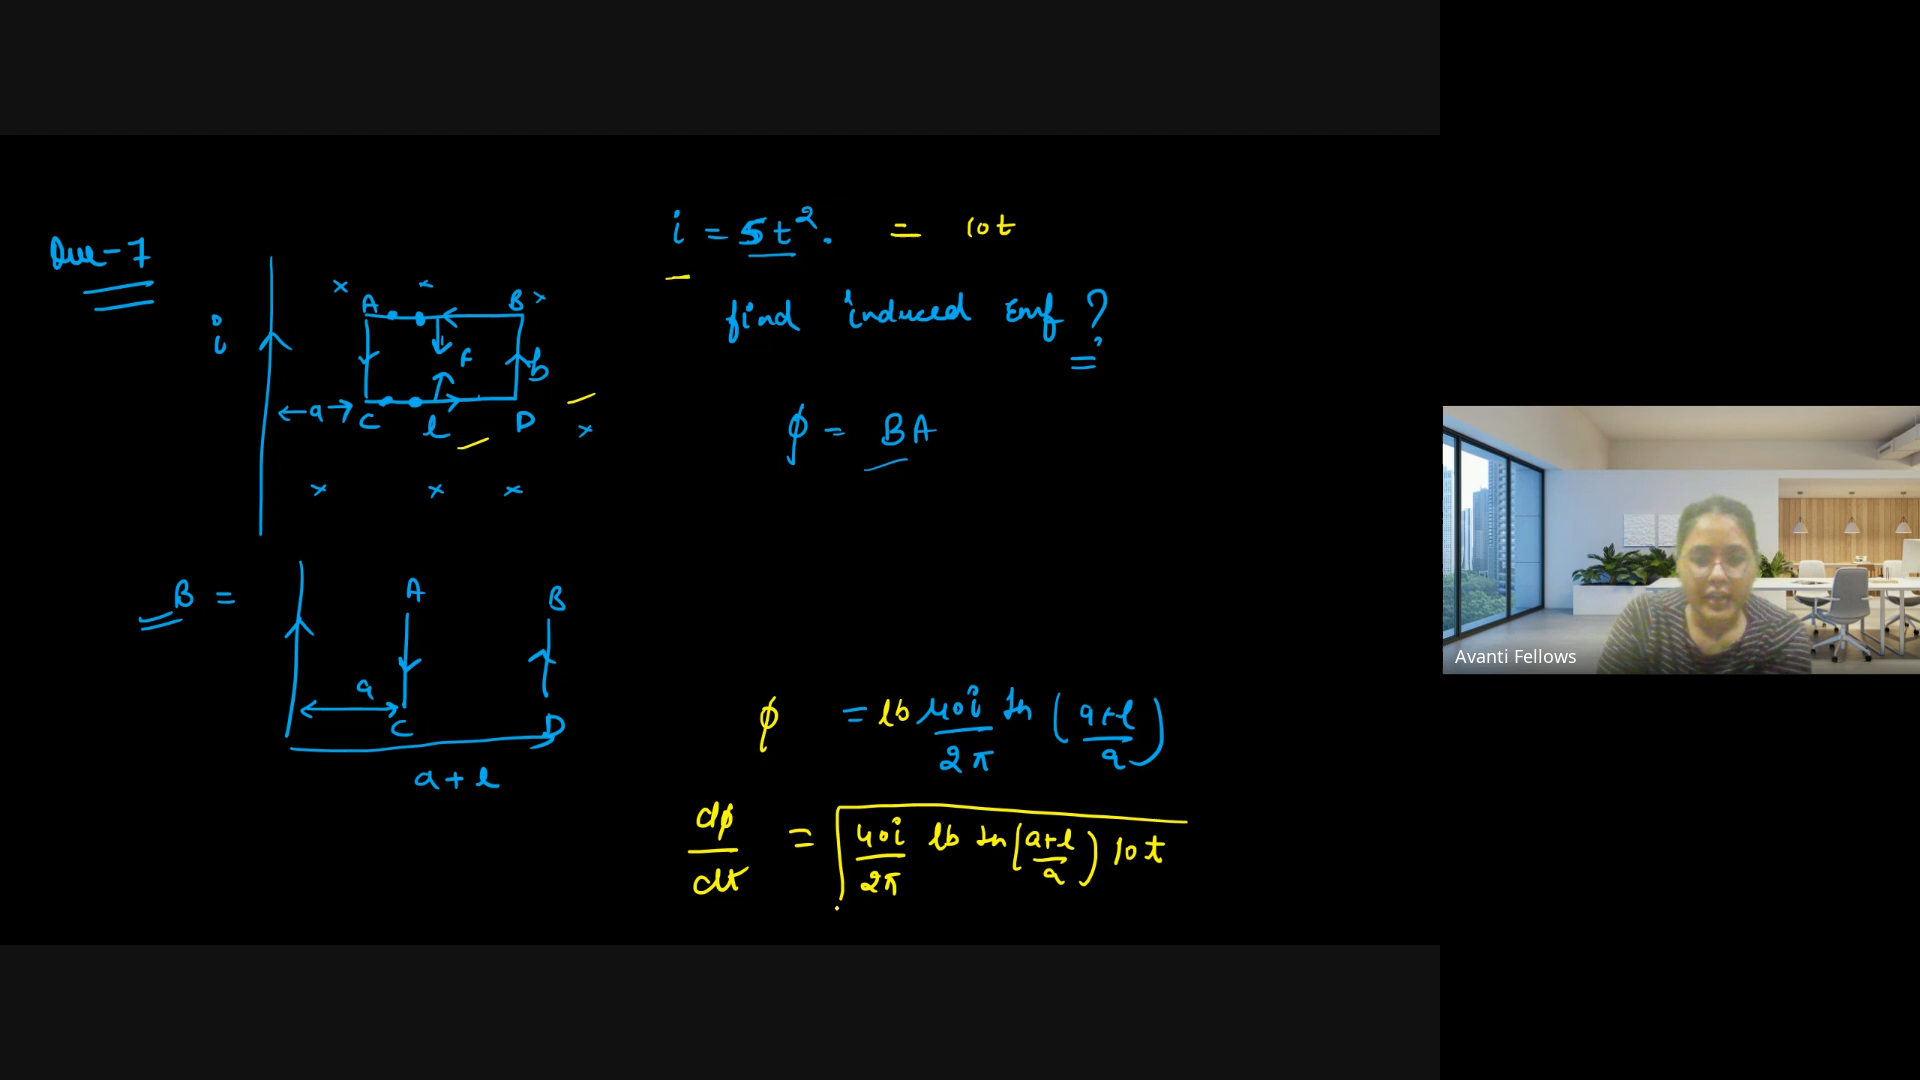 Que-7
i
× × ×
A B
F
b
←a→ C l D
×
× × ×
B =
A B
a
C D
a + l
i = 5t². = 10t
find induced Emf ?
= ?
φ = BA
φ = lb μ0i/2π ln (a+l/a)
dφ/dt = μ0i/2π lb ln (a+l/a) 10t
Avanti Fellows